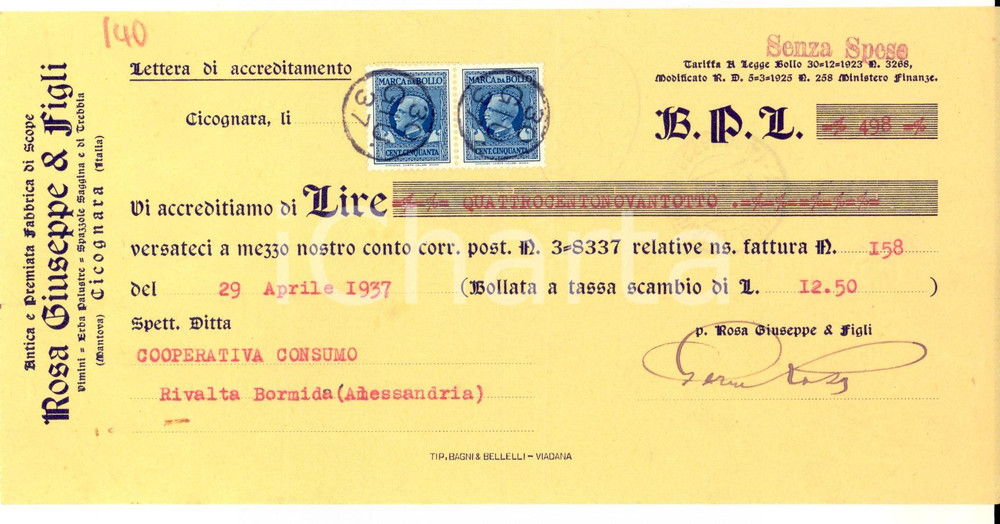 140
Antica e Premiata Fabbrica di Scope
Rosa Giuseppe & Figli
Vimini = Erba Palustre = Spazzole Saggina e di Trebbia
Cicognara (Italia)
(Mantova)
Lettera di accreditamento
Cicognara, li
MARCA DA BOLLO
CENT. CINQUANTA
MARCA DA BOLLO
CENT. CINQUANTA
37
Senza Spese
Tariffa A Legge Bollo 30=12=1923 N. 3268,
Modificato R. D. 5=3=1925 N. 258 Ministero Finanze.
B. P. L. =%= 498 =%=
Vi accreditiamo di Lire =%=%= QUATTROCENTONOVANTOTTO .=%=%==%=%=%=
versateci a mezzo nostro conto corr. post. N. 3=8337 relative ns. fattura N. 158
del 29 Aprile 1937 (Bollata a tassa scambio di L. 12.50 )
Spett. Ditta
p. Rosa Giuseppe & Figli
COOPERATIVA CONSUMO
Rivalta Bormida (Alessandria)
Rosa
TIP. BAGNI & BELLELLI – VIADANA
iCharta